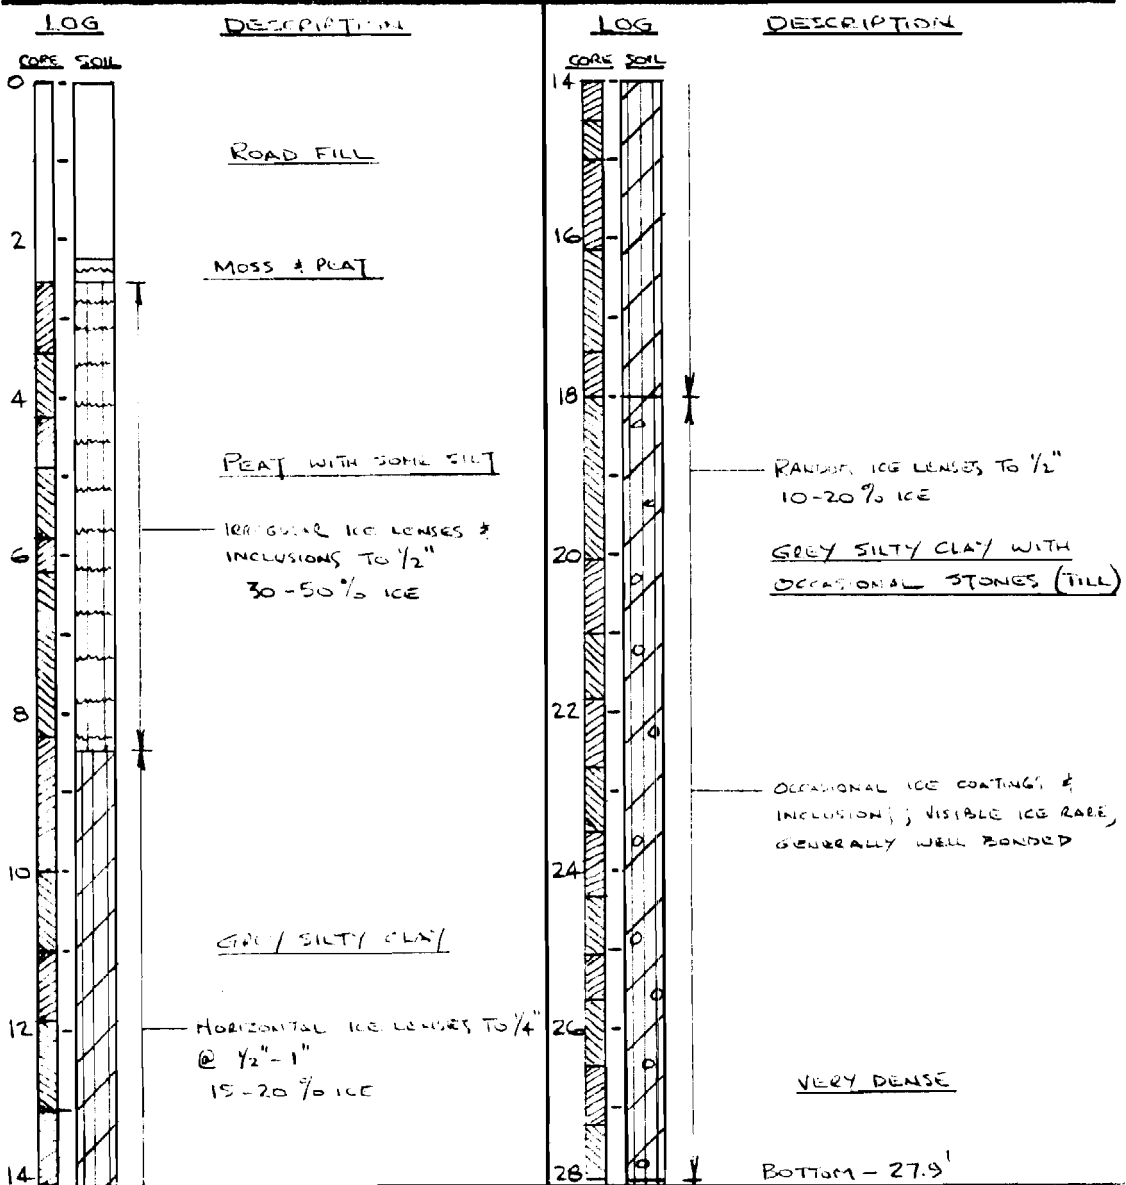 LOG DESCRIPTION
CORE SOIL
0
ROAD FILL
2
MOSS & PEAT
4
PEAT WITH SOME SILT
IRREGULAR ICE LENSES &
6
INCLUSIONS TO 1/2"
30-50% ICE
8
10
GREY SILTY CLAY
12
HORIZONTAL ICE LENSES TO 1/4"
@ 1/2"-1"
15-20% ICE
14
LOG DESCRIPTION
CORE SOIL
14
16
18
RANDOM ICE LENSES TO 1/2"
10-20% ICE
20
GREY SILTY CLAY WITH
OCCASIONAL STONES (TILL)
22
OCCASIONAL ICE COATINGS &
INCLUSIONS; VISIBLE ICE RARE,
GENERALLY WELL BONDED
24
26
VERY DENSE
28
BOTTOM - 27.9'